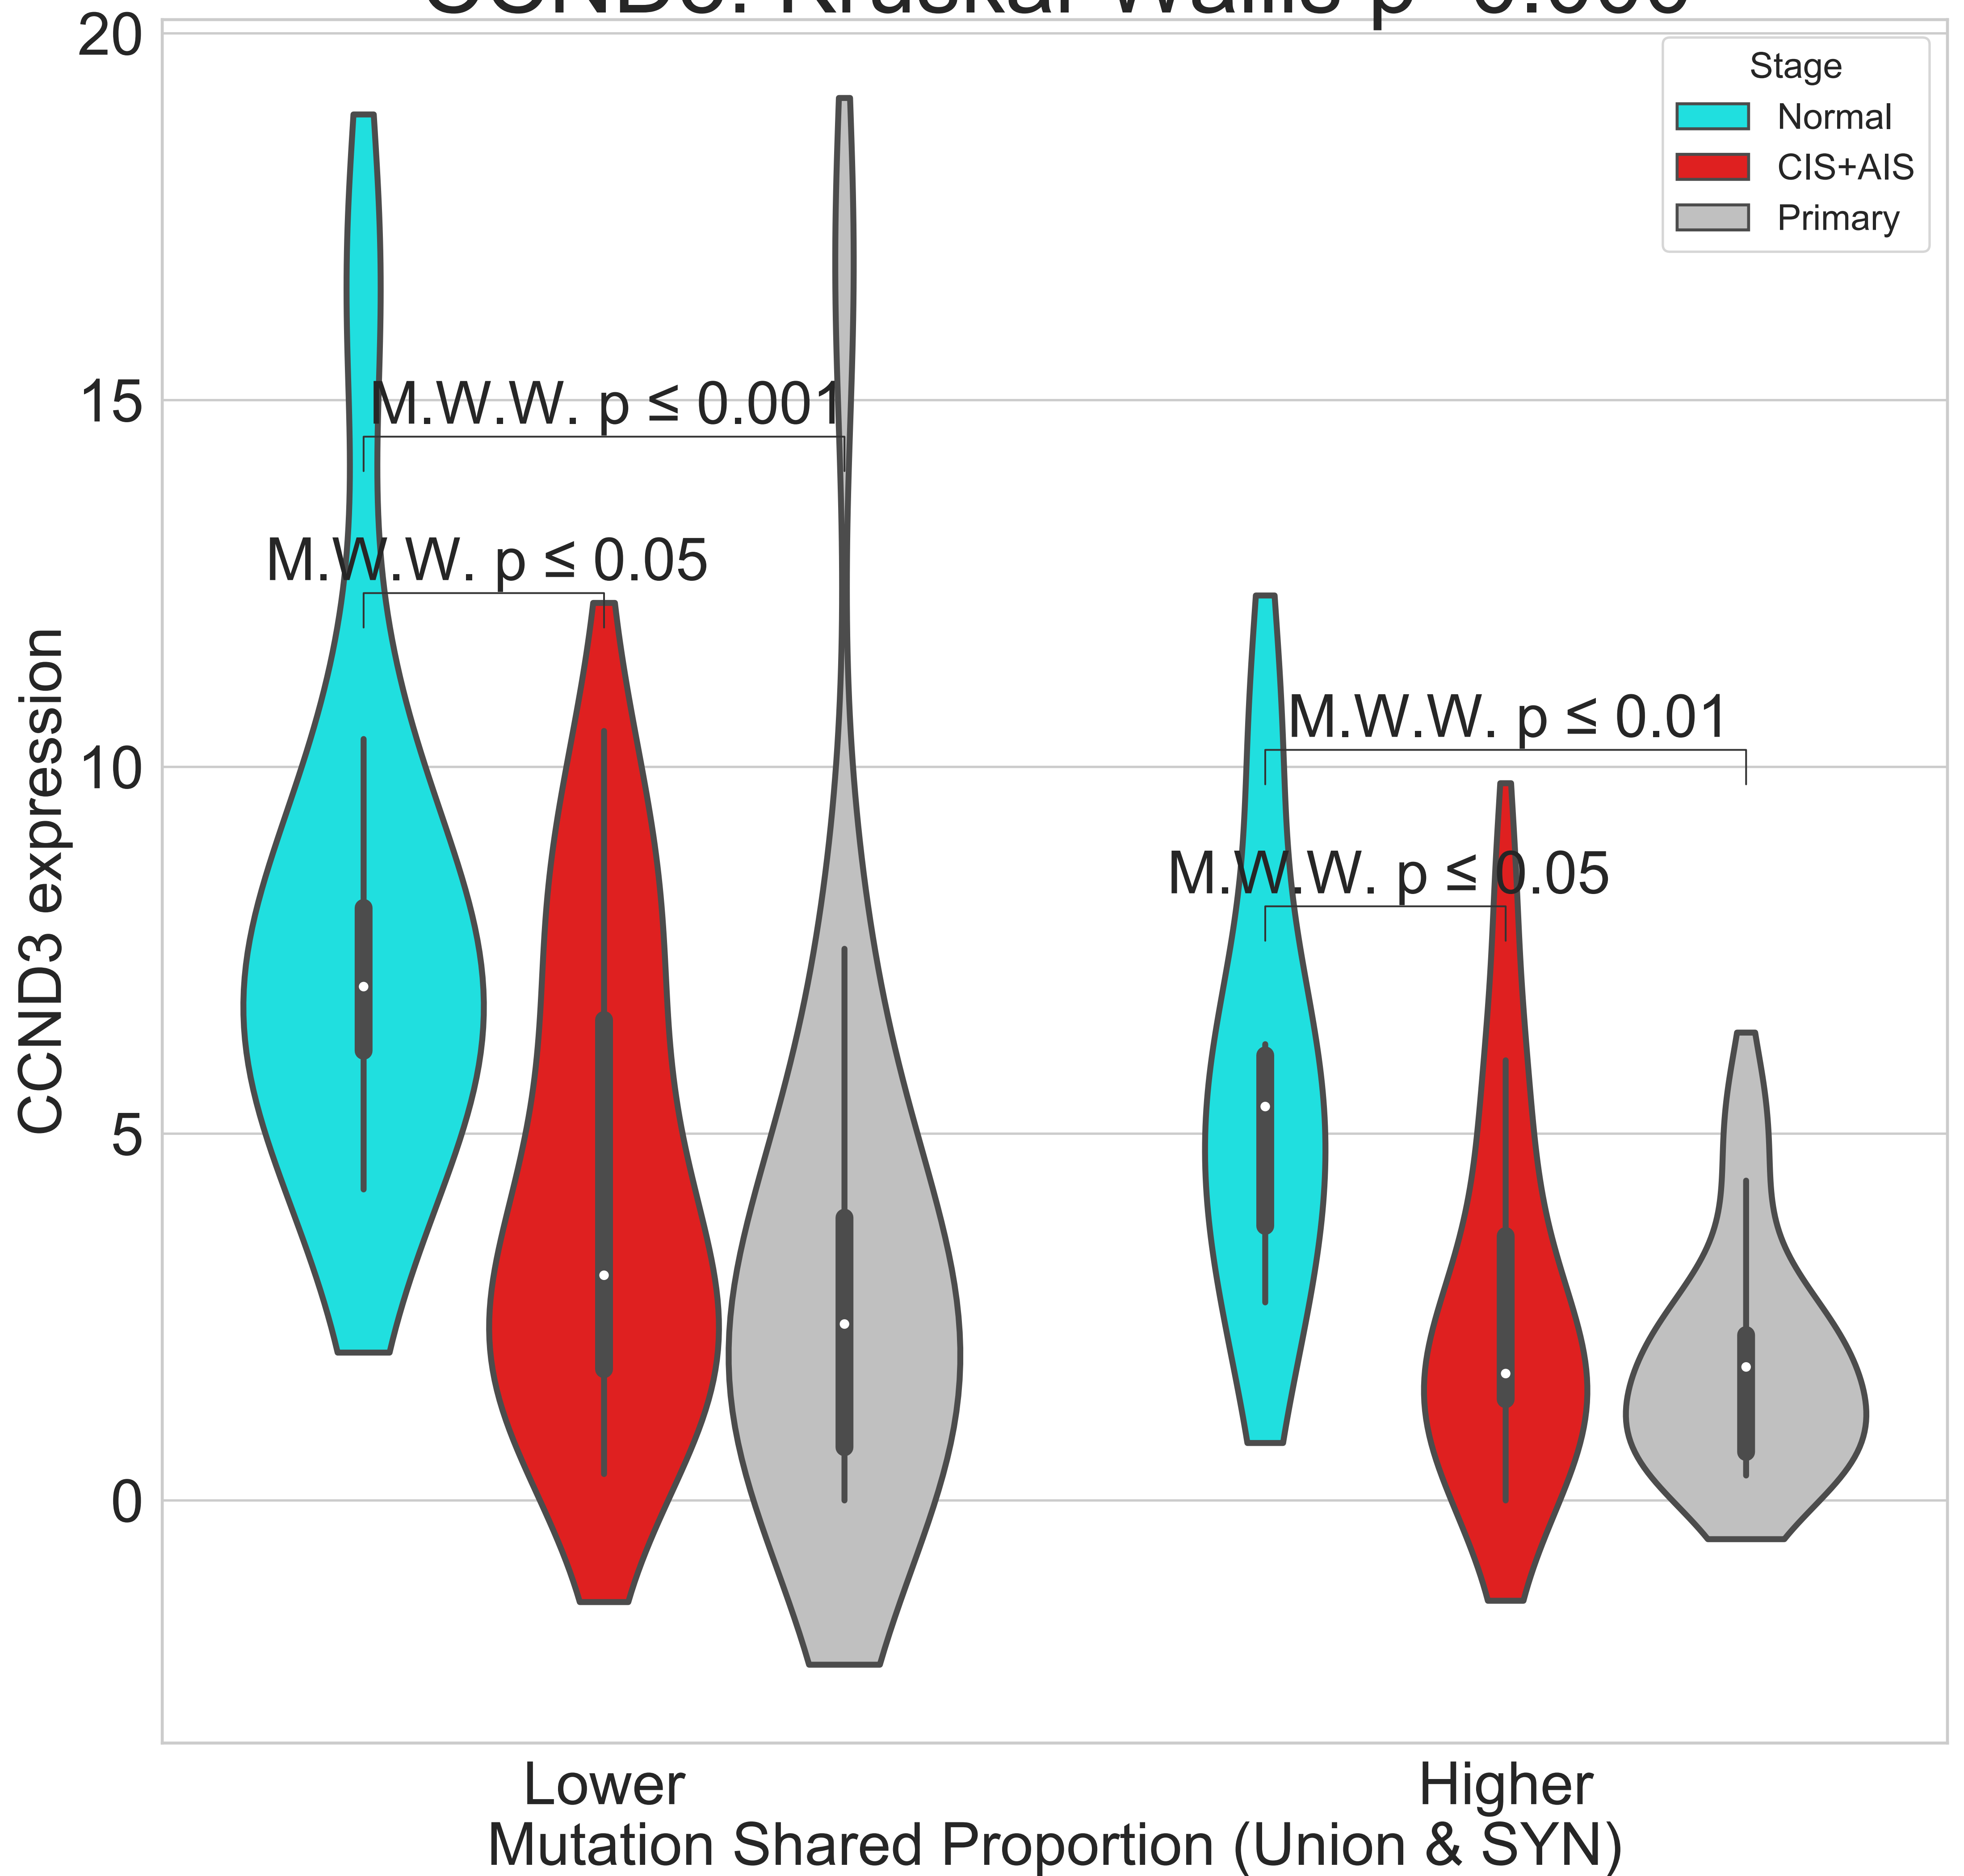 20
Stage
Normal
CIS+AIS
Primary
15
M.W.W. p ≤ 0.001
M.W.W. p ≤ 0.05
10
M.W.W. p ≤ 0.01
M.W.W. p ≤ 0.05
CCND3 expression
5
0
Lower
Higher
Mutation Shared Proportion (Union & SYN)